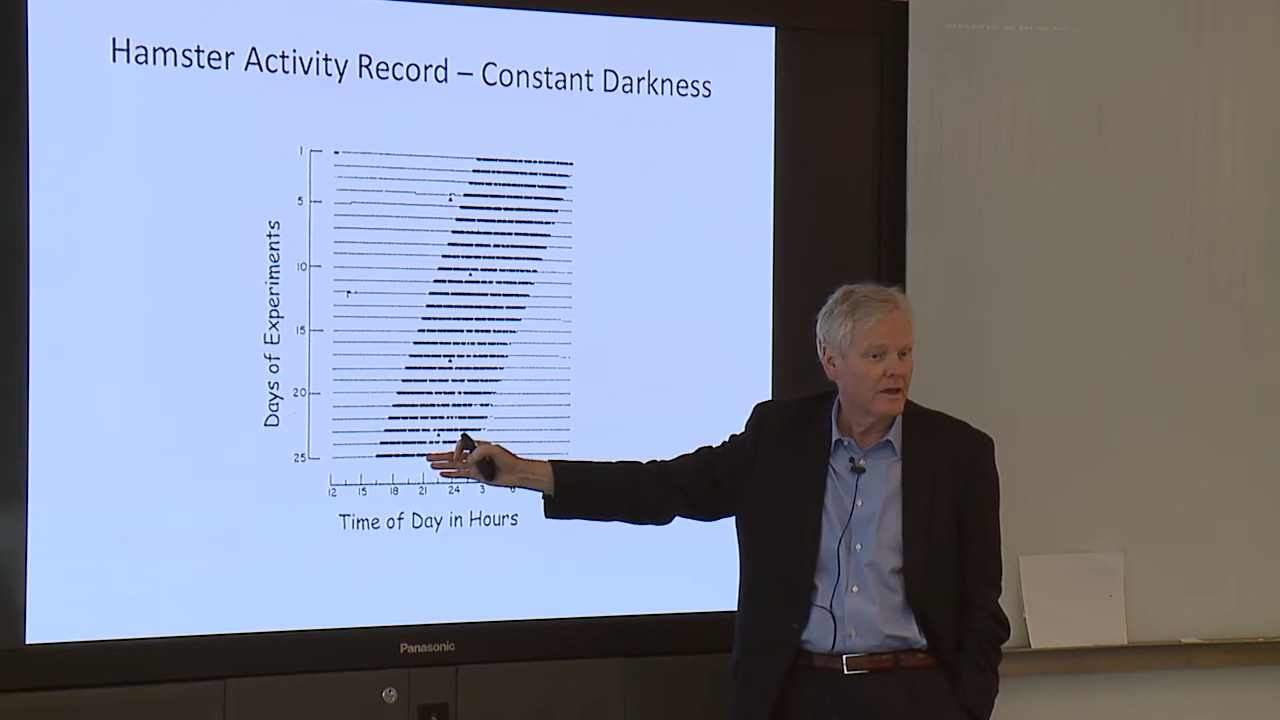 Hamster Activity Record – Constant Darkness
Days of Experiments
1
5
10
15
20
25
12 15 18 21 24 3
Time of Day in Hours
Panasonic